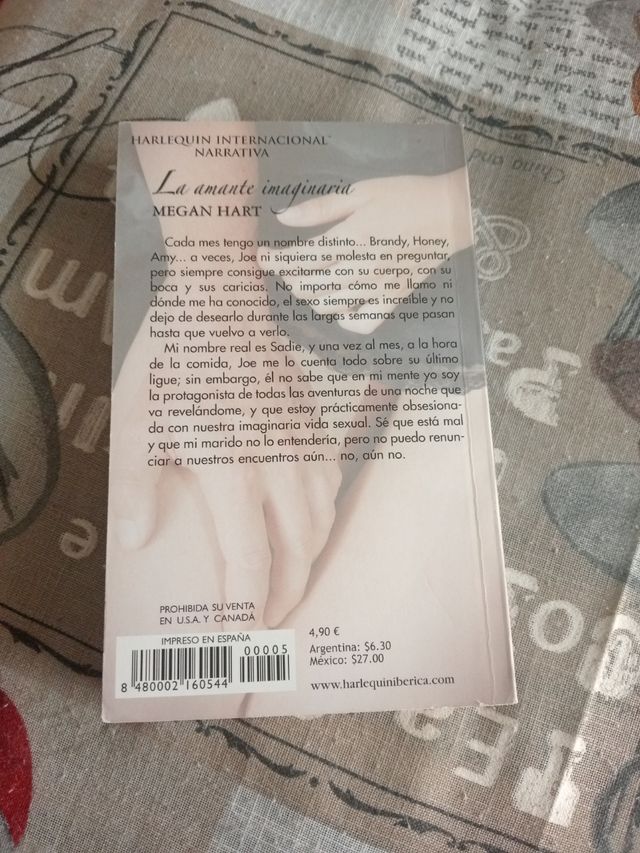 HARLEQUIN INTERNACIONAL
NARRATIVA
La amante imaginaria
MEGAN HART
Cada mes tengo un nombre distinto... Brandy, Honey,
Amy... a veces, Joe ni siquiera se molesta en preguntar,
pero siempre consigue excitarme con su cuerpo, con su
boca y sus caricias. No importa cómo me llamo ni
dónde me ha conocido, el sexo siempre es increíble y no
dejo de desearlo durante las largas semanas que pasan
hasta que vuelvo a verlo.
Mi nombre real es Sadie, y una vez al mes, a la hora
de la comida, Joe me lo cuenta todo sobre su último
ligue; sin embargo, él no sabe que en mi mente yo soy
la protagonista de todas las aventuras de una noche que
va revelándome, y que estoy prácticamente obsesiona-
da con nuestra imaginaria vida sexual. Sé que está mal
y que mi marido no lo entendería, pero no puedo renun-
ciar a nuestros encuentros aún... no, aún no.
PROHIBIDA SU VENTA
EN U.S.A. Y CANADÁ
IMPRESO EN ESPAÑA
00005
8 480002 160544
4,90 €
Argentina: $6.30
México: $27.00
www.harlequiniberica.com
China and